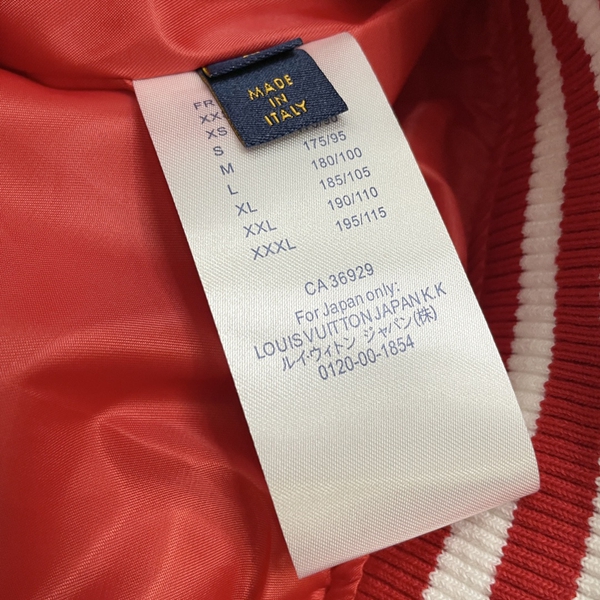 MADE
IN
ITALY
FR
XXS
XS
S 175/95
M 180/100
L 185/105
XL 190/110
XXL 195/115
XXXL
CA 36929
For Japan only:
LOUIS VUITTON JAPAN K.K
ルイ・ヴィトン ジャパン(株)
0120-00-1854